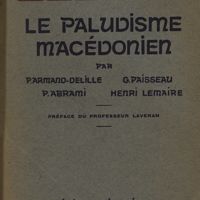 LE PALUDISME
MACÉDONIEN
PAR
P. ARMAND-DELILLE G. PAISSEAU
P. ABRAMI HENRI LEMAIRE
PRÉFACE DU PROFESSEUR LAVERAN